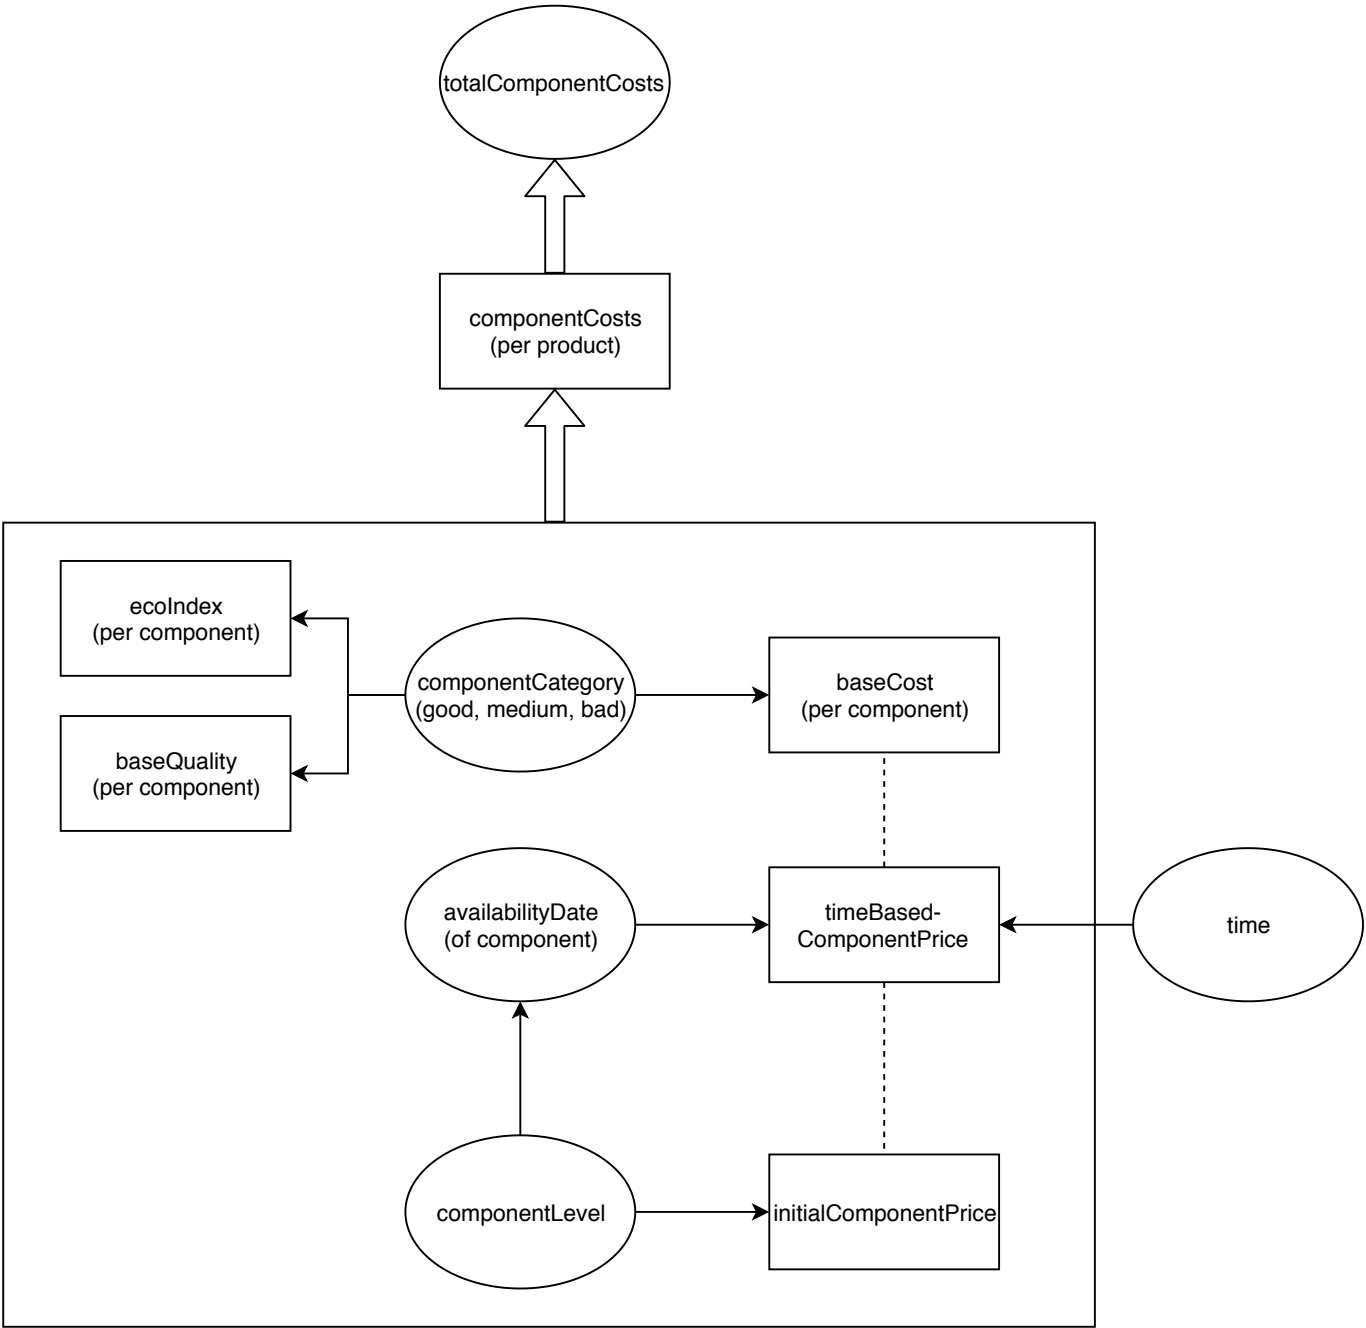 totalComponentCosts
componentCosts
(per product)
ecoIndex
(per component)
componentCategory
(good, medium, bad)
baseCost
(per component)
baseQuality
(per component)
availabilityDate
(of component)
timeBased-
ComponentPrice
time
componentLevel
initialComponentPrice